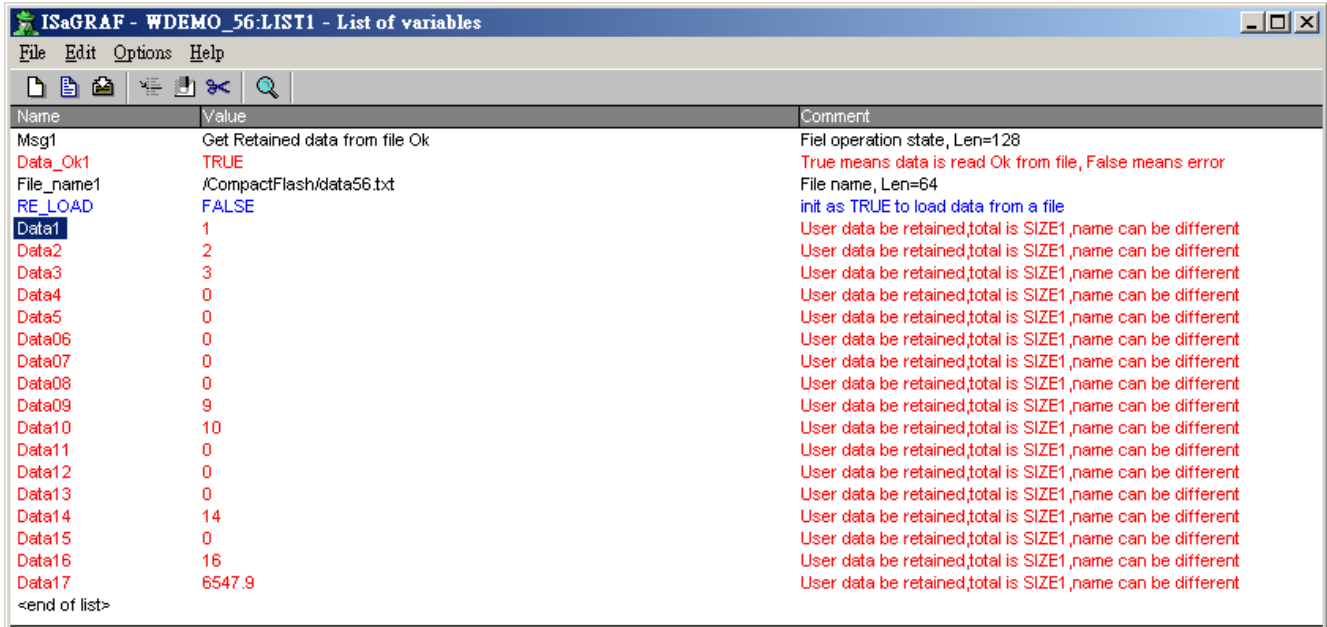 ISaGRAF - WDEMO_56:LIST1 - List of variables
File Edit Options Help
Name Value Comment
Msg1 Get Retained data from file Ok Fiel operation state, Len=128
Data_Ok1 TRUE True means data is read Ok from file, False means error
File_name1 /CompactFlash/data56.txt File name, Len=64
RE_LOAD FALSE init as TRUE to load data from a file
Data1 1 User data be retained,total is SIZE1,name can be different
Data2 2 User data be retained,total is SIZE1,name can be different
Data3 3 User data be retained,total is SIZE1,name can be different
Data4 0 User data be retained,total is SIZE1,name can be different
Data5 0 User data be retained,total is SIZE1,name can be different
Data06 0 User data be retained,total is SIZE1,name can be different
Data07 0 User data be retained,total is SIZE1,name can be different
Data08 0 User data be retained,total is SIZE1,name can be different
Data09 9 User data be retained,total is SIZE1,name can be different
Data10 10 User data be retained,total is SIZE1,name can be different
Data11 0 User data be retained,total is SIZE1,name can be different
Data12 0 User data be retained,total is SIZE1,name can be different
Data13 0 User data be retained,total is SIZE1,name can be different
Data14 14 User data be retained,total is SIZE1,name can be different
Data15 0 User data be retained,total is SIZE1,name can be different
Data16 16 User data be retained,total is SIZE1,name can be different
Data17 6547.9 User data be retained,total is SIZE1,name can be different
<end of list>